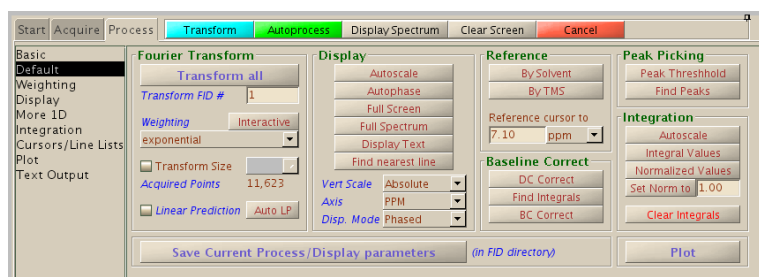 Start Acquire Process Transform Autoprocess Display Spectrum Clear Screen Cancel
Basic
Default
Weighting
Display
More 1D
Integration
Cursors/Line Lists
Plot
Text Output
Fourier Transform
Transform all
Transform FID # 1
Weighting Interactive
exponential
Transform Size
Acquired Points 11,623
Linear Prediction Auto LP
Display
Autoscale
Autophase
Full Screen
Full Spectrum
Display Text
Find nearest line
Vert Scale Absolute
Axis PPM
Disp. Mode Phased
Reference
By Solvent
By TMS
Reference cursor to
7.10 ppm
Baseline Correct
DC Correct
Find Integrals
BC Correct
Peak Picking
Peak Threshhold
Find Peaks
Integration
Autoscale
Integral Values
Normalized Values
Set Norm to 1.00
Clear Integrals
Save Current Process/Display parameters (in FID directory) Plot